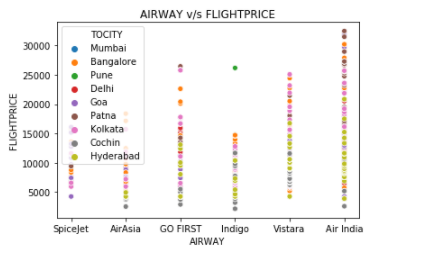 AIRWAY v/s FLIGHTPRICE
TOCITY
Mumbai
Bangalore
Pune
Delhi
Goa
Patna
Kolkata
Cochin
Hyderabad
FLIGHTPRICE
30000
25000
20000
15000
10000
5000
SpiceJet AirAsia GO FIRST Indigo Vistara Air India
AIRWAY